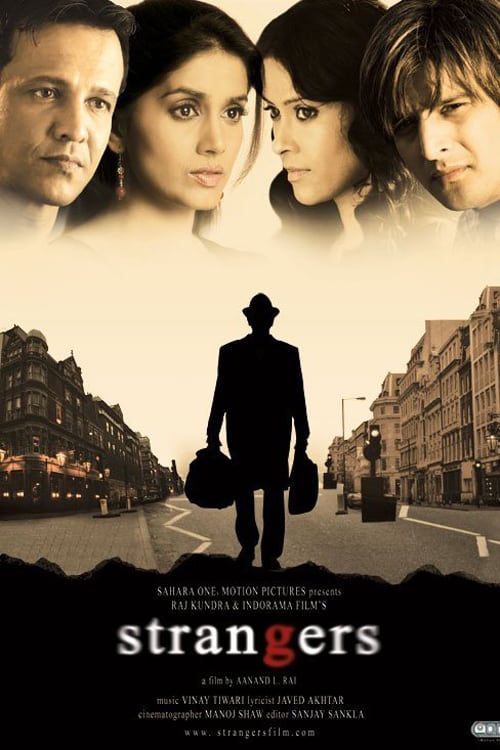 SAHARA ONE, MOTION PICTURES presents
RAJ KUNDRA & INDORAMA FILM'S
strangers
a film by AANAND L. RAI
music VINAY TIWARI lyricist JAVED AKHTAR
cinematographer MANOJ SHAW editor SANJAY SANKLA
www.strangersfilm.com